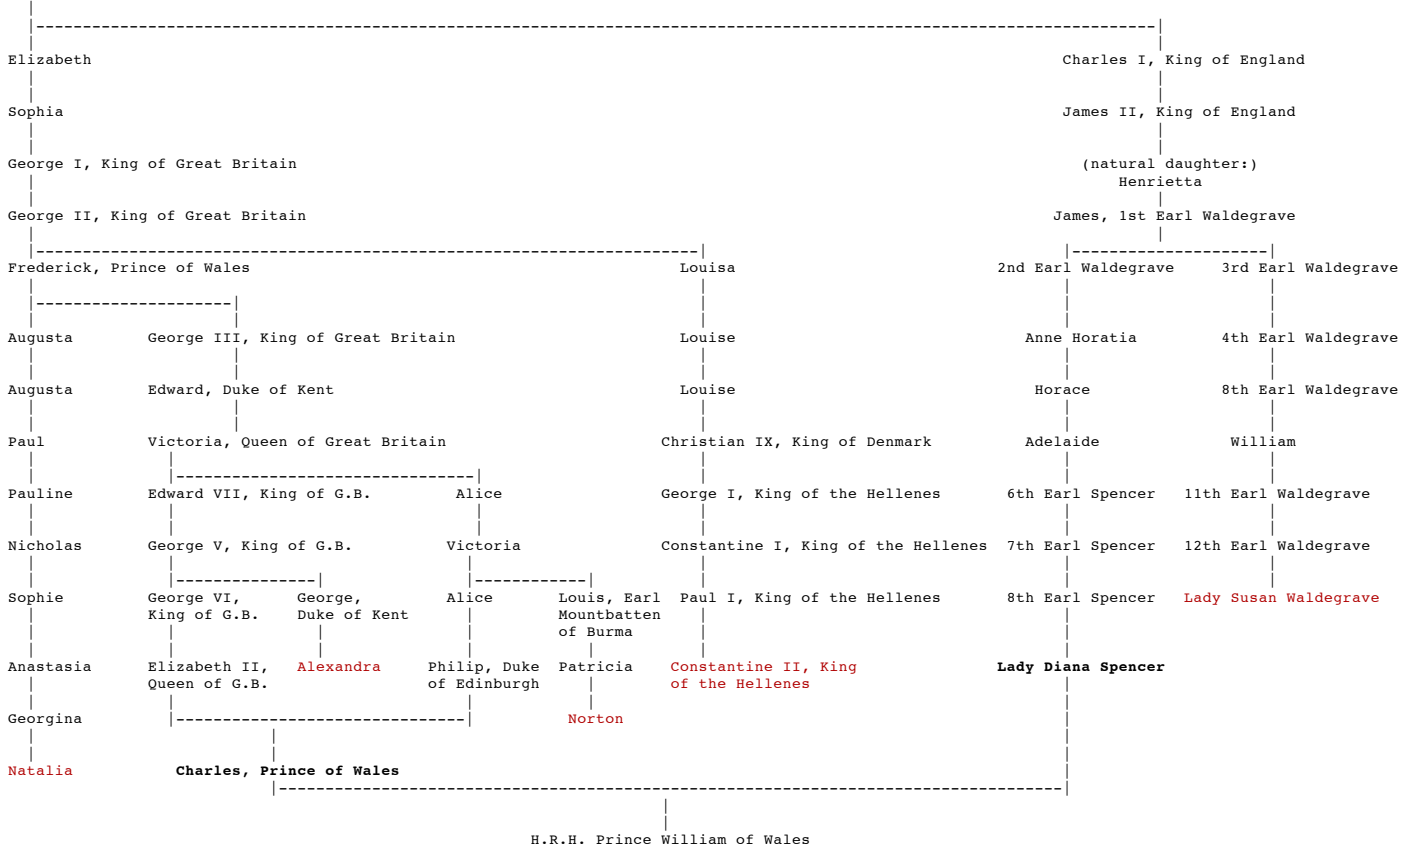 Elizabeth Charles I, King of England
Sophia James II, King of England
George I, King of Great Britain (natural daughter:)
Henrietta
George II, King of Great Britain James, 1st Earl Waldegrave
Frederick, Prince of Wales Louisa 2nd Earl Waldegrave 3rd Earl Waldegrave
Augusta George III, King of Great Britain Louise Anne Horatia 4th Earl Waldegrave
Augusta Edward, Duke of Kent Louise Horace 8th Earl Waldegrave
Paul Victoria, Queen of Great Britain Christian IX, King of Denmark Adelaide William
Pauline Edward VII, King of G.B. Alice George I, King of the Hellenes 6th Earl Spencer 11th Earl Waldegrave
Nicholas George V, King of G.B. Victoria Constantine I, King of the Hellenes 7th Earl Spencer 12th Earl Waldegrave
Sophie George VI, George, Alice Louis, Earl Paul I, King of the Hellenes 8th Earl Spencer Lady Susan Waldegrave
King of G.B. Duke of Kent Mountbatten
of Burma
Anastasia Elizabeth II, Alexandra Philip, Duke Patricia Constantine II, King Lady Diana Spencer
Queen of G.B. of Edinburgh of the Hellenes
Georgina Norton
Natalia Charles, Prince of Wales
H.R.H. Prince William of Wales